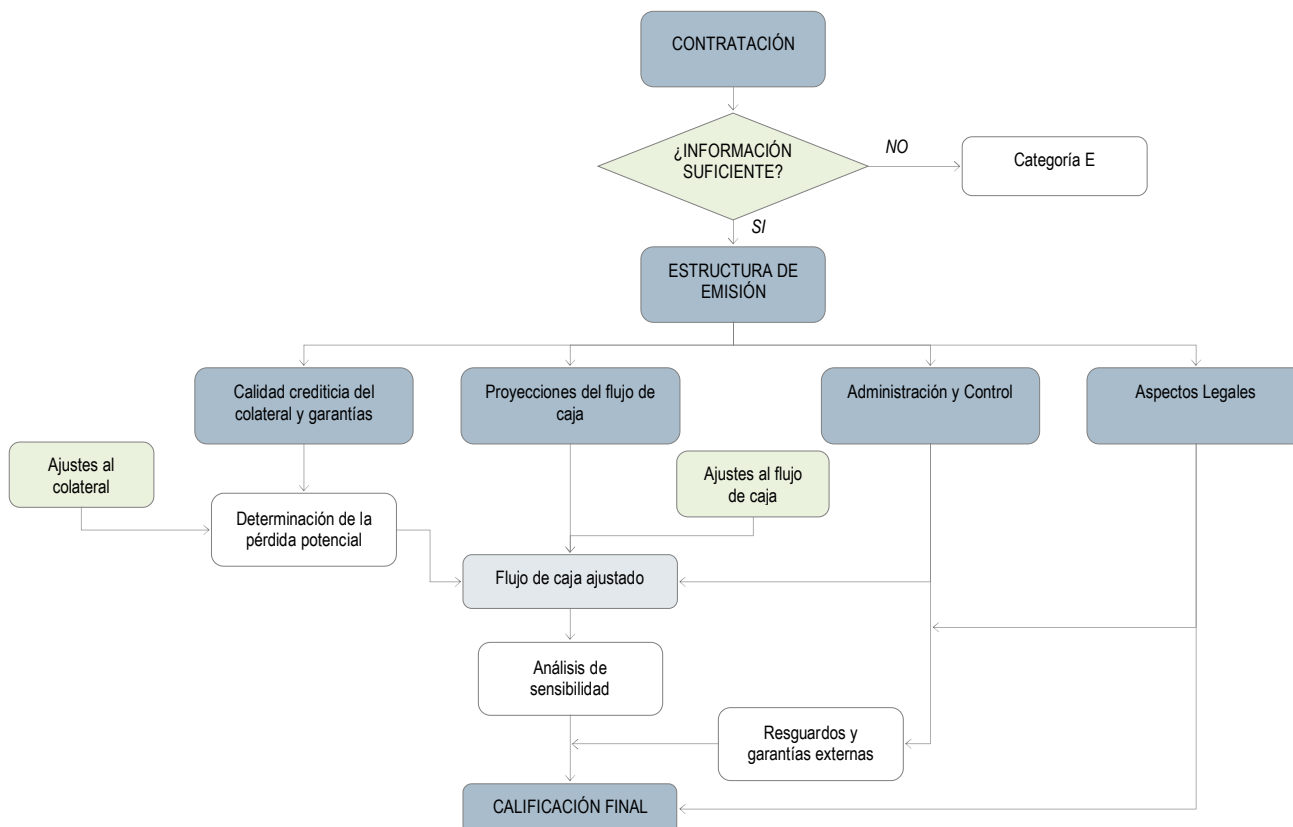 CONTRATACIÓN
¿INFORMACIÓN
SUFICIENTE?
NO
Categoría E
SI
ESTRUCTURA DE
EMISIÓN
Calidad crediticia del
colateral y garantías
Proyecciones del flujo de
caja
Administración y Control
Aspectos Legales
Ajustes al
colateral
Ajustes al flujo
de caja
Determinación de la
pérdida potencial
Flujo de caja ajustado
Análisis de
sensibilidad
Resguardos y
garantías externas
CALIFICACIÓN FINAL